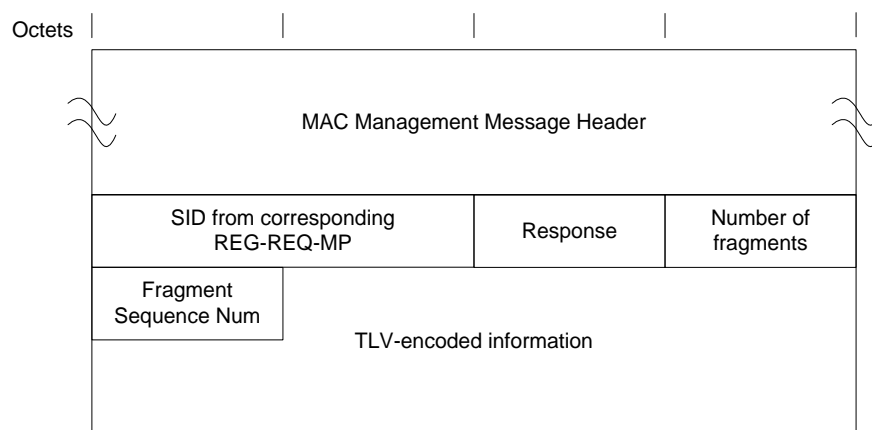 Octets
MAC Management Message Header
SID from corresponding
REG-REQ-MP
Response
Number of
fragments
Fragment
Sequence Num
TLV-encoded information